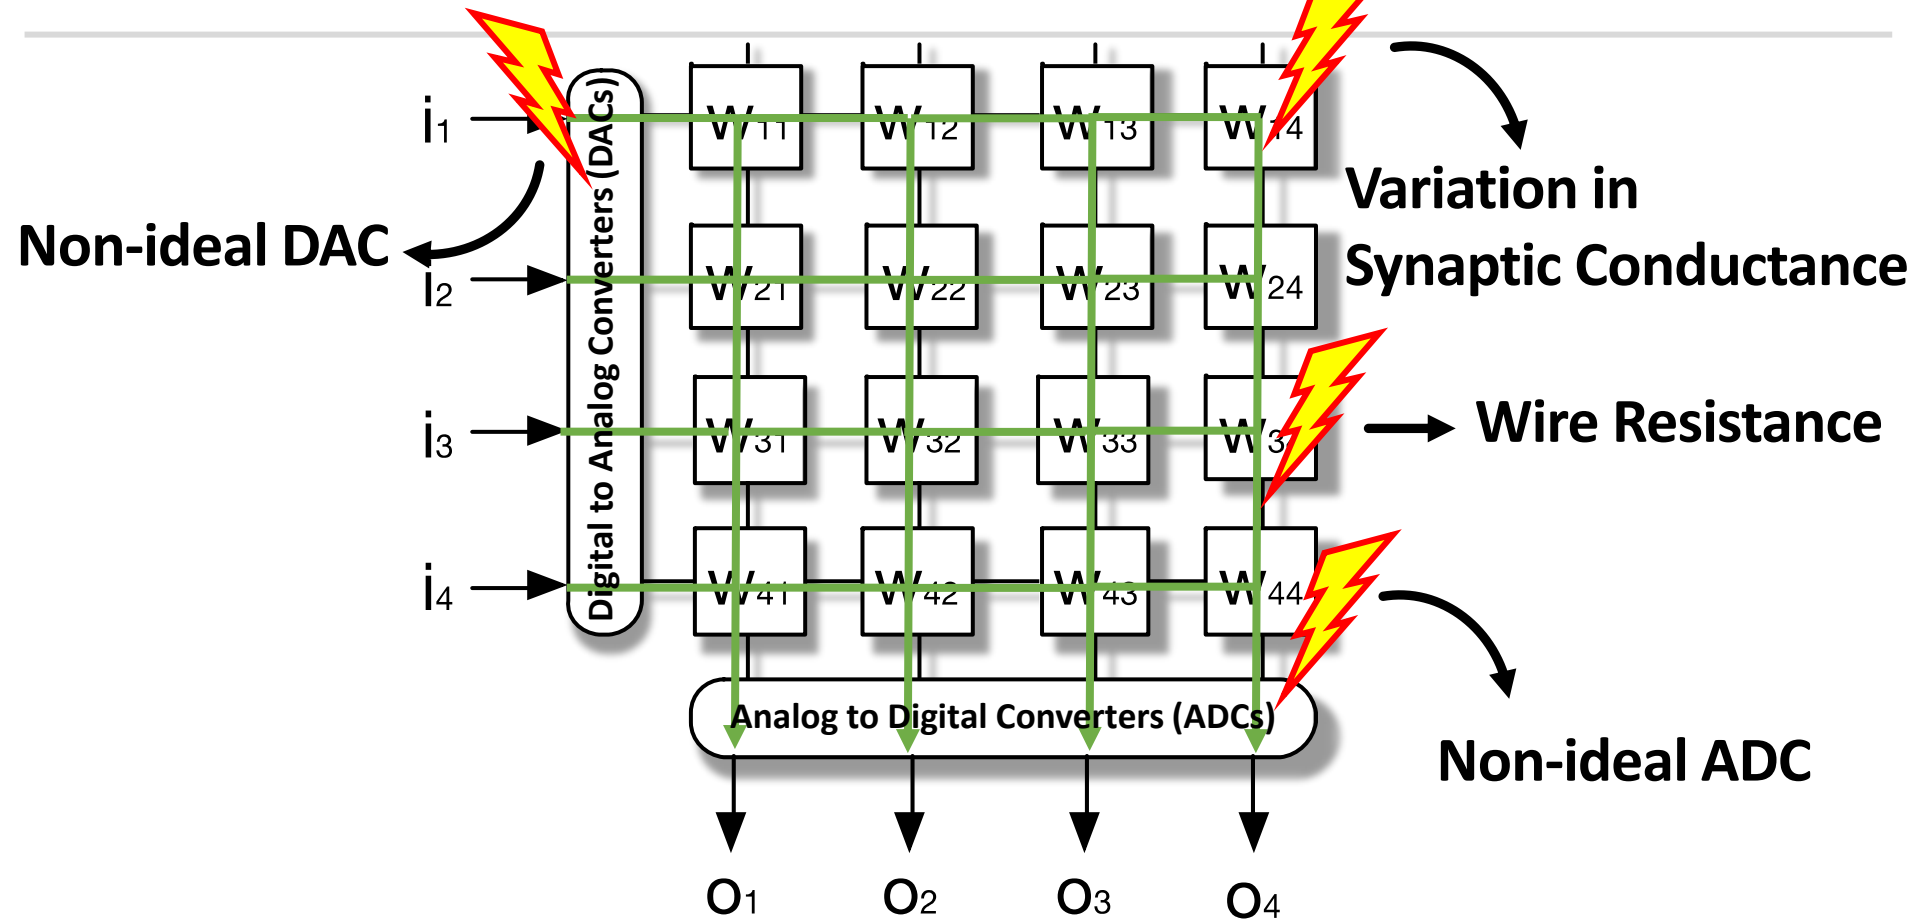 i1
W11 W12 W13 W14
Variation in
Synaptic Conductance
Non-ideal DAC
Digital to Analog Converters (DACs)
i2
W21 W22 W23 W24
i3
W31 W32 W33 W3
Wire Resistance
i4
W41 W42 W43 W44
Analog to Digital Converters (ADCs)
Non-ideal ADC
O1 O2 O3 O4